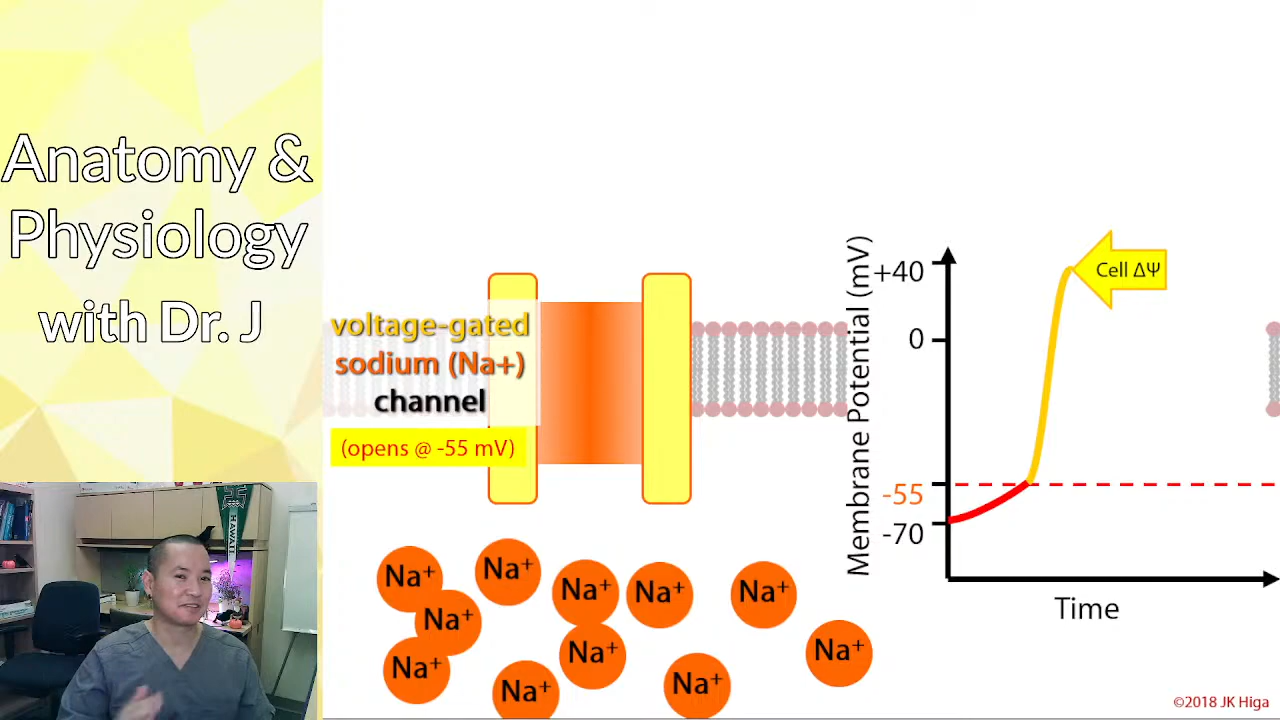 Anatomy &
Physiology
with Dr. J
voltage-gated
sodium (Na+)
channel
(opens @ -55 mV)
Na⁺
Na⁺
Na⁺
Na⁺
Na⁺
Na⁺
Na⁺
Na⁺
Na⁺
Na⁺
Na⁺
Membrane Potential (mV)
+40
0
-55
-70
Cell ΔΨ
Time
HAWAII
©2018 JK Higa